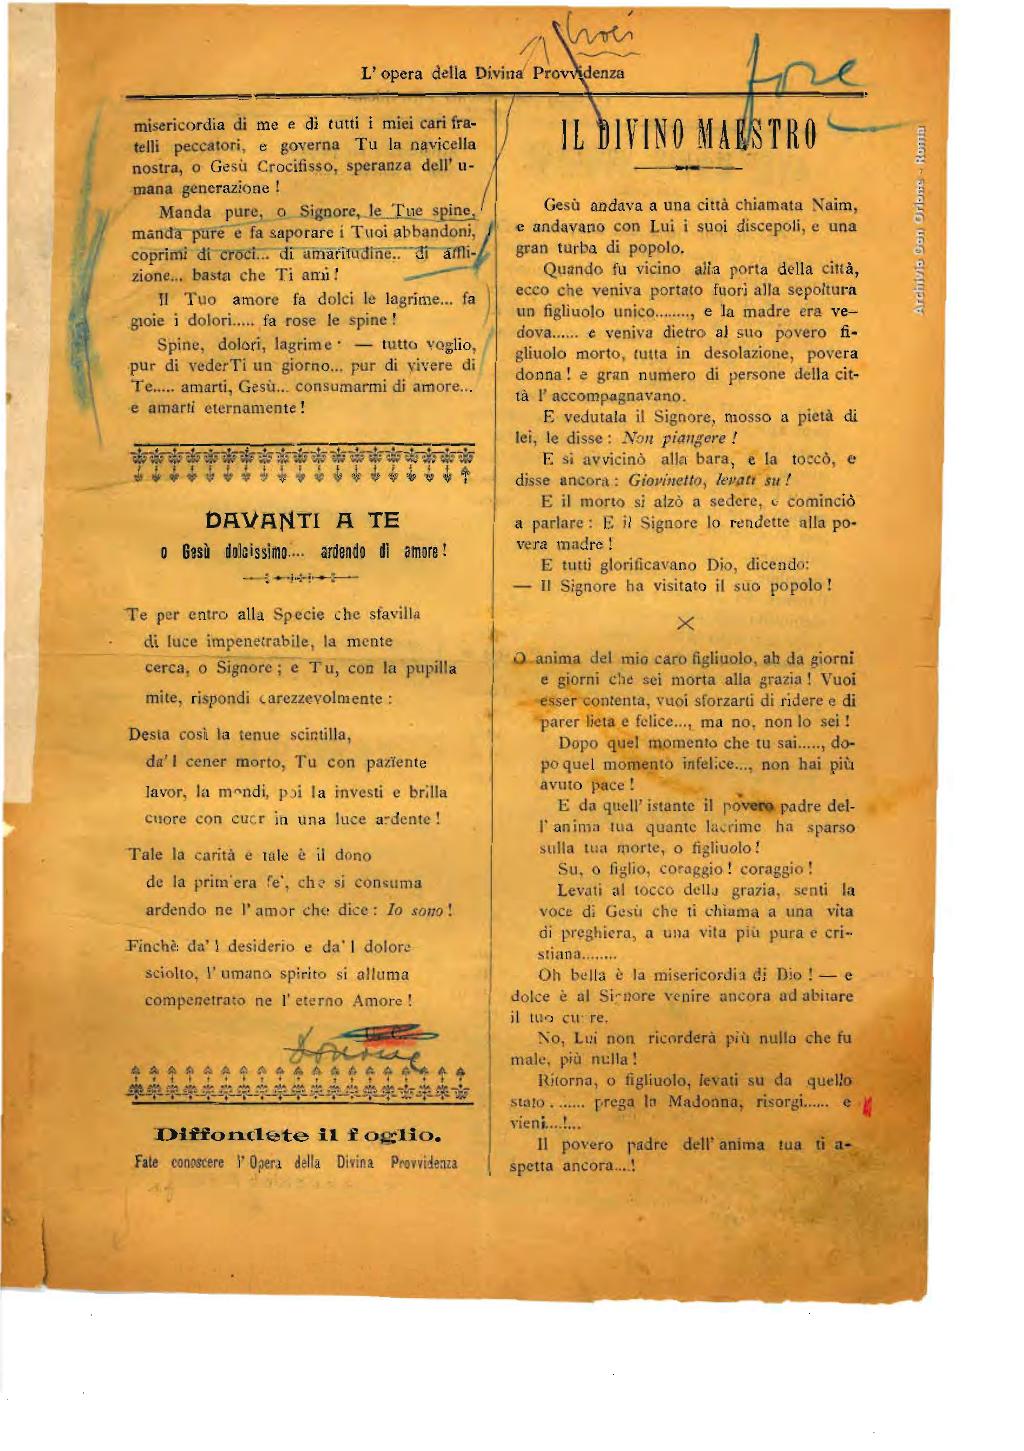 Croci
L' opera della Divina Provvidenza
misericordia di me e di tutti i miei cari fra-
telli peccatori, e governa Tu la navicella
nostra, o Gesù Crocifisso, speranza dell' u-
mana generazione !
Manda pure, o Signore, le Tue spine,
manda pure e fa saporare i Tuoi abbandoni,
coprimi di croci... di amaritudine.. di affli-
zione... basta che Ti ami !
Il Tuo amore fa dolci le lagrime... fa
gioie i dolori..... fa rose le spine !
Spine, dolori, lagrime — tutto voglio,
pur di vederTi un giorno... pur di vivere di
Te..... amarti, Gesù... consumarmi di amore...
e amarti eternamente !
DAVANTI A TE
o Gesù dolcissimo.... ardendo di amore !
Te per entro alla Specie che sfavilla
di luce impenetrabile, la mente
cerca, o Signore ; e Tu, con la pupilla
mite, rispondi carezzevolmente :
Desta così la tenue scintilla,
da' l cener morto, Tu con pazïente
lavor, la mondi, poi la investi e brilla
cuore con cuor in una luce ardente !
Tale la carità e tale è il dono
de la prim'era fe', che si consuma
ardendo ne l' amor che dice : Io sono !
Finchè da' l desiderio e da' l dolore
sciolto, l' umano spirito si alluma
compenetrato ne l' eterno Amore !
Diffondete il foglio.
Fate conoscere l' Opera della Divina Provvidenza
IL DIVINO MAESTRO
Gesù andava a una città chiamata Naim,
e andavano con Lui i suoi discepoli, e una
gran turba di popolo.
Quando fu vicino alla porta della città,
ecco che veniva portato fuori alla sepoltura
un figliuolo unico........, e la madre era ve-
dova...... e veniva dietro al suo povero fi-
gliuolo morto, tutta in desolazione, povera
donna ! e gran numero di persone della cit-
tà l' accompagnavano.
E vedutala il Signore, mosso a pietà di
lei, le disse : Non piangere !
E si avvicinò alla bara, e la toccò, e
disse ancora : Giovinetto, levati su !
E il morto si alzò a sedere, e cominciò
a parlare : E il Signore lo rendette alla po-
vera madre !
E tutti glorificavano Dio, dicendo:
— Il Signore ha visitato il suo popolo !
O anima del mio caro figliuolo, ah da giorni
e giorni che sei morta alla grazia ! Vuoi
esser contenta, vuoi sforzarti di ridere e di
parer lieta e felice..., ma no, non lo sei !
Dopo quel momento che tu sai....., do-
po quel momento infelice..., non hai più
avuto pace !
E da quell' istante il povero padre del-
l' anima tua quante lacrime ha sparso
sulla tua morte, o figliuolo !
Su, o figlio, coraggio ! coraggio !
Levati al tocco della grazia, senti la
voce di Gesù che ti chiama a una vita
di preghiera, a una vita più pura e cri-
stiana........
Oh bella è la misericordia di Dio ! — e
dolce è al Signore venire ancora ad abitare
il tuo cuore.
No, Lui non ricorderà più nulla che fu
male, più nulla !
Ritorna, o figliuolo, levati su da quello
stato . ...... prega la Madonna, risorgi...... e
vieni....!...
Il povero padre dell' anima tua ti a-
spetta ancora....!
Archivio Don Orione - Roma